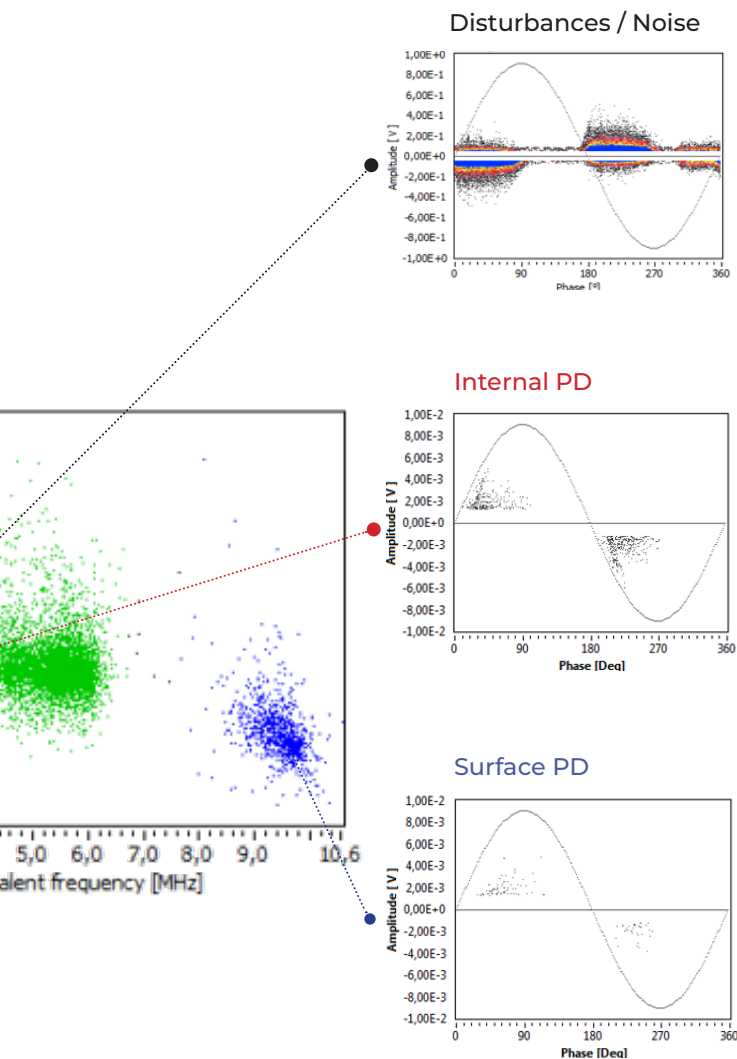 Disturbances / Noise
1,00E+0
8,00E-1
6,00E-1
4,00E-1
2,00E-1
0,00E+0
-2,00E-1
-4,00E-1
-6,00E-1
-8,00E-1
-1,00E+0
Amplitude [ V ]
0 90 180 270 360
Phase [º]
Internal PD
1,00E-2
8,00E-3
6,00E-3
4,00E-3
2,00E-3
0,00E+0
-2,00E-3
-4,00E-3
-6,00E-3
-8,00E-3
-1,00E-2
Amplitude [ V ]
0 90 180 270 360
Phase [Deg]
5,0 6,0 7,0 8,0 9,0 10,6
alent frequency [MHz]
Surface PD
1,00E-2
8,00E-3
6,00E-3
4,00E-3
2,00E-3
0,00E+0
-2,00E-3
-4,00E-3
-6,00E-3
-8,00E-3
-1,00E-2
Amplitude [ V ]
0 90 180 270 360
Phase [Deg]